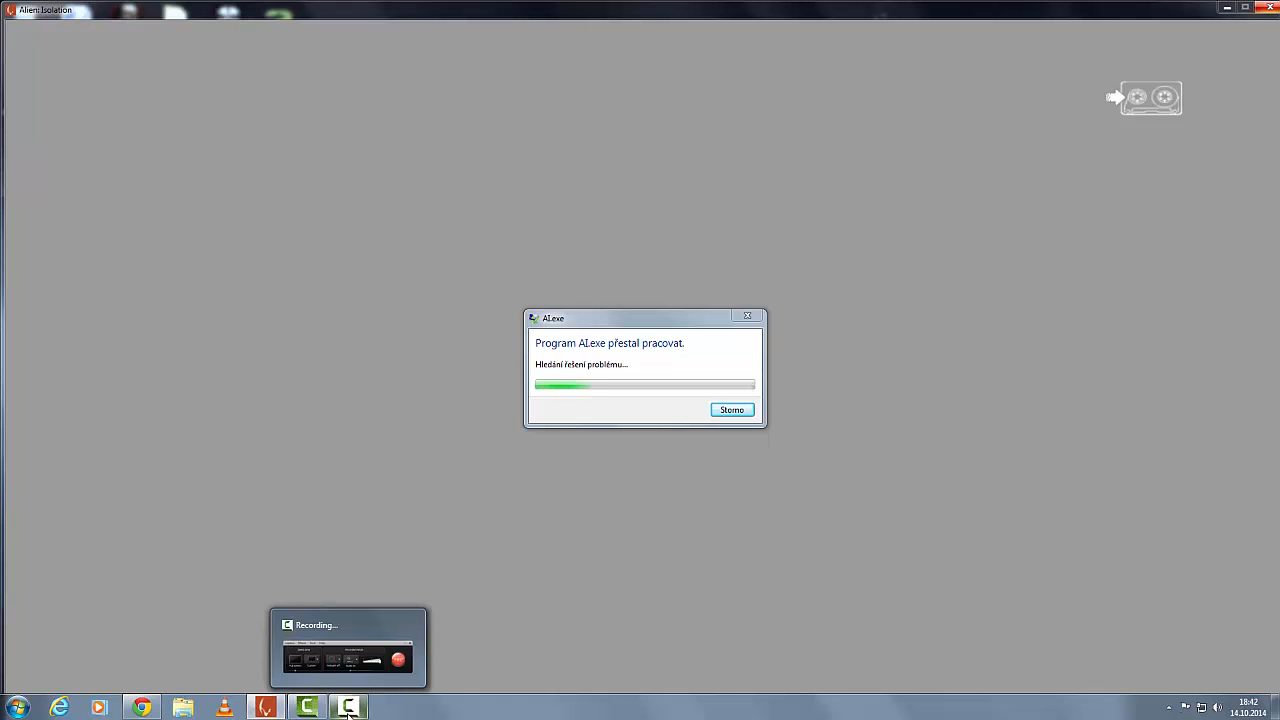 Alien: Isolation
AI.exe
Program AI.exe přestal pracovat.
Hledání řešení problému...
Storno
Recording...
18:42
14.10.2014